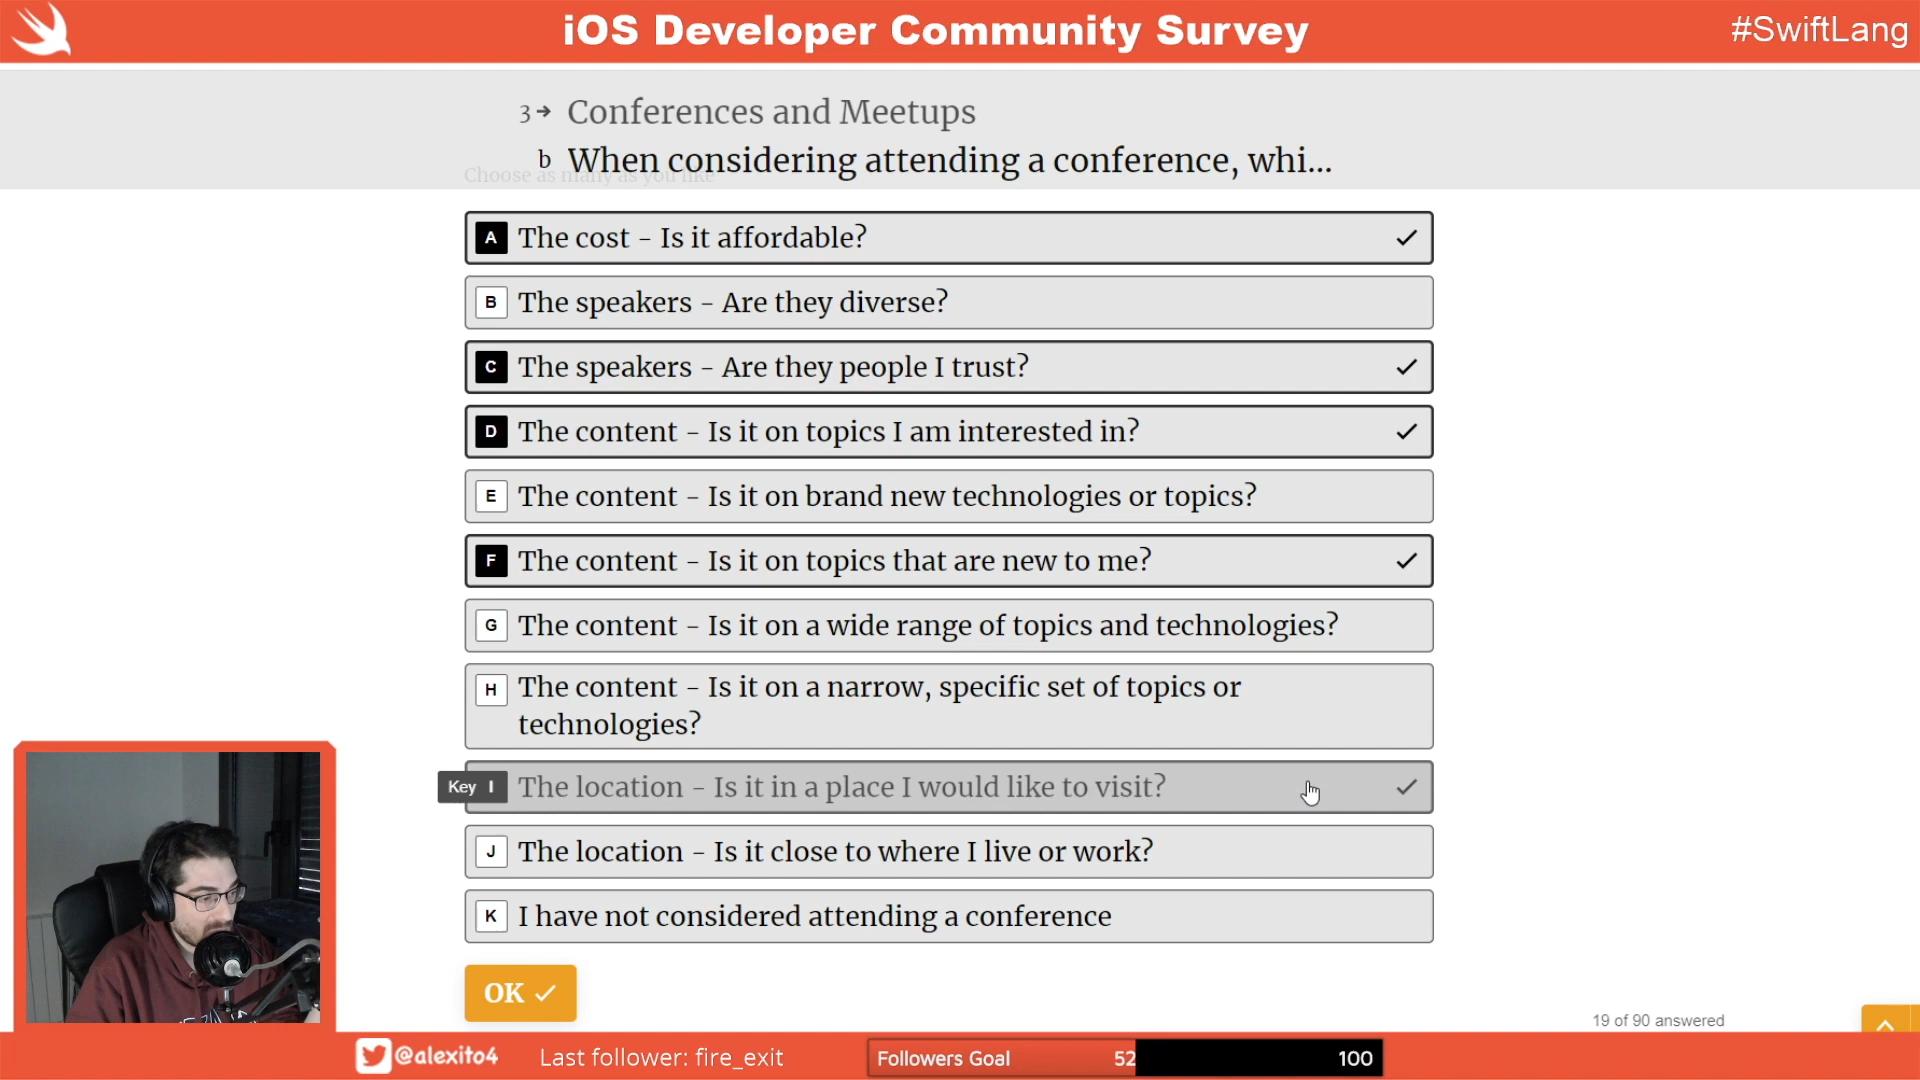 iOS Developer Community Survey
#SwiftLang
3 Conferences and Meetups
b When considering attending a conference, whi...
Choose as many as you like
A The cost - Is it affordable?
B The speakers - Are they diverse?
C The speakers - Are they people I trust?
D The content - Is it on topics I am interested in?
E The content - Is it on brand new technologies or topics?
F The content - Is it on topics that are new to me?
G The content - Is it on a wide range of topics and technologies?
H The content - Is it on a narrow, specific set of topics or
technologies?
Key I The location - Is it in a place I would like to visit?
J The location - Is it close to where I live or work?
K I have not considered attending a conference
OK
19 of 90 answered
@alexito4
Last follower: fire_exit
Followers Goal 52 100